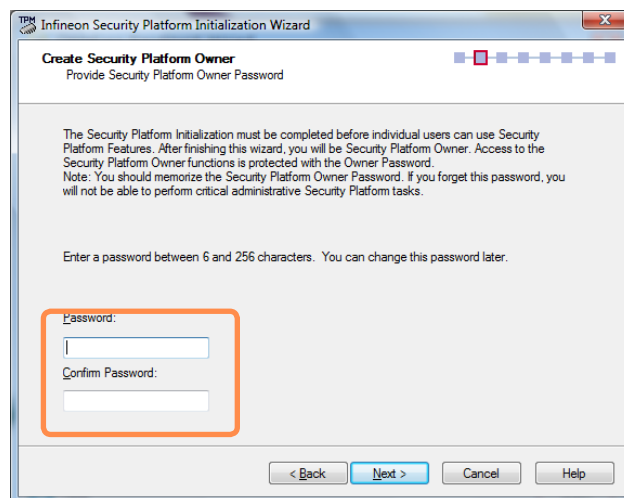 TPM
Infineon Security Platform Initialization Wizard
Create Security Platform Owner
Provide Security Platform Owner Password
The Security Platform Initialization must be completed before individual users can use Security
Platform Features. After finishing this wizard, you will be Security Platform Owner. Access to the
Security Platform Owner functions is protected with the Owner Password.
Note: You should memorize the Security Platform Owner Password. If you forget this password, you
will not be able to perform critical administrative Security Platform tasks.
Enter a password between 6 and 256 characters. You can change this password later.
Password:
Confirm Password:
< Back Next > Cancel Help